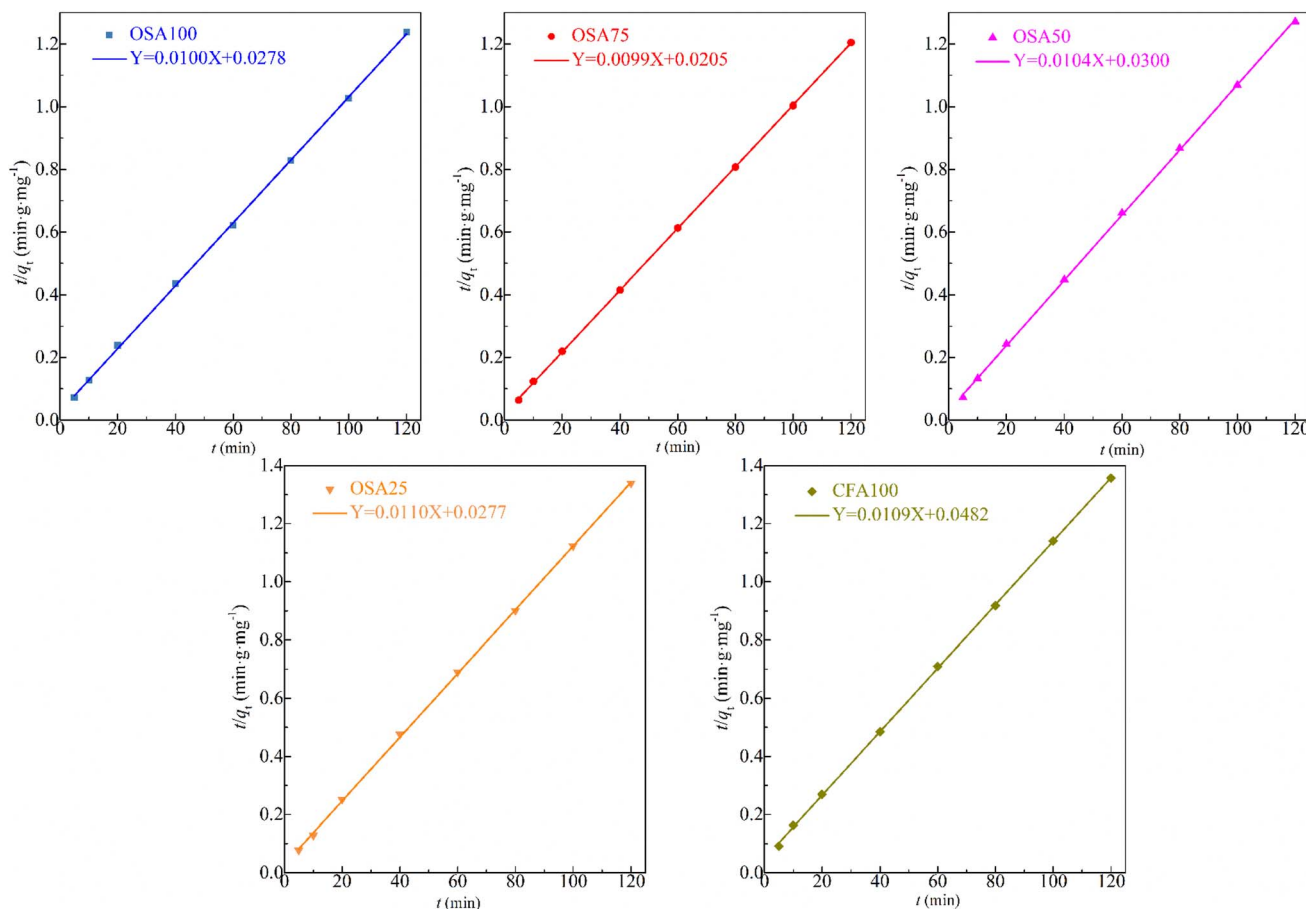 OSA100
Y=0.0100X+0.0278
t/qt (min·g·mg-1)
1.2
1.0
0.8
0.6
0.4
0.2
0.0
0 20 40 60 80 100 120
t (min)
OSA75
Y=0.0099X+0.0205
t/qt (min·g·mg-1)
1.2
1.0
0.8
0.6
0.4
0.2
0.0
0 20 40 60 80 100 120
t (min)
OSA50
Y=0.0104X+0.0300
t/qt (min·g·mg-1)
1.2
1.0
0.8
0.6
0.4
0.2
0.0
0 20 40 60 80 100 120
t (min)
OSA25
Y=0.0110X+0.0277
t/qt (min·g·mg-1)
1.4
1.2
1.0
0.8
0.6
0.4
0.2
0.0
0 20 40 60 80 100 120
t (min)
CFA100
Y=0.0109X+0.0482
t/qt (min·g·mg-1)
1.4
1.2
1.0
0.8
0.6
0.4
0.2
0.0
0 20 40 60 80 100 120
t (min)